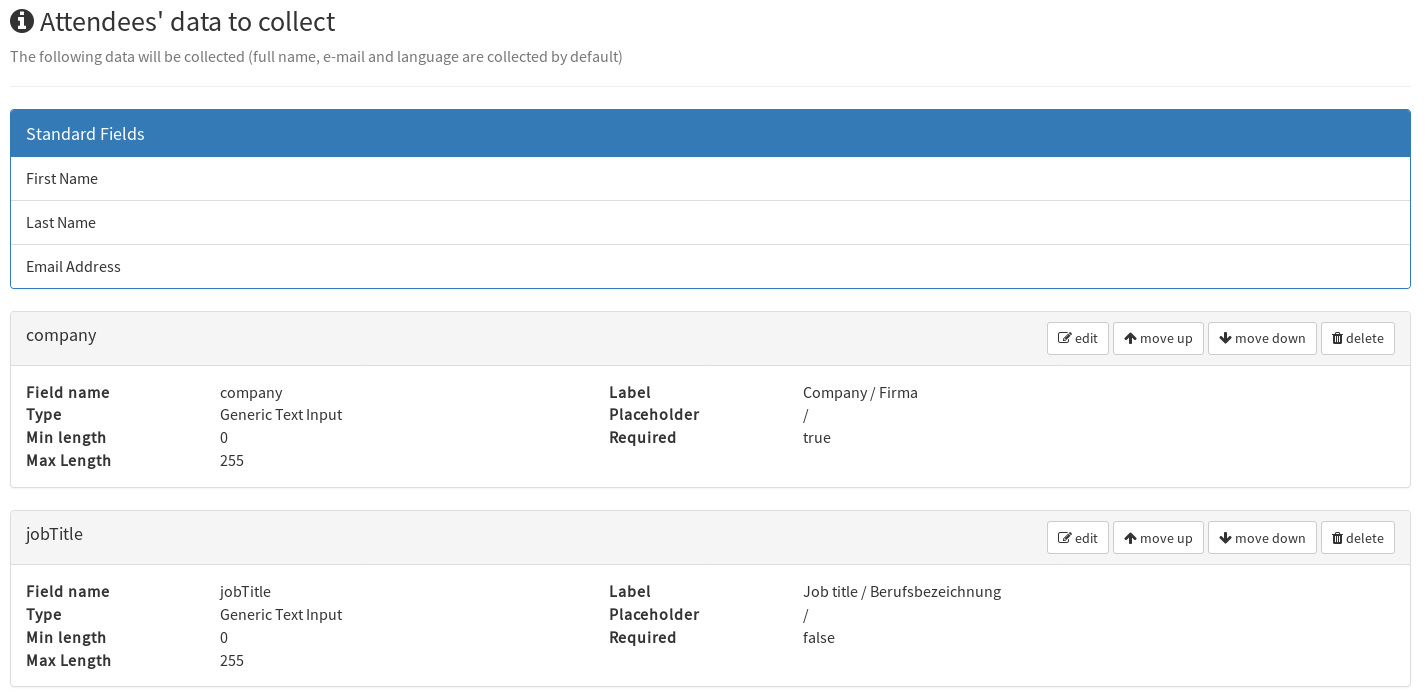 Attendees' data to collect
The following data will be collected (full name, e-mail and language are collected by default)
Standard Fields
First Name
Last Name
Email Address
company edit move up move down delete
Field name company Label Company / Firma
Type Generic Text Input Placeholder /
Min length 0 Required true
Max Length 255
jobTitle edit move up move down delete
Field name jobTitle Label Job title / Berufsbezeichnung
Type Generic Text Input Placeholder /
Min length 0 Required false
Max Length 255